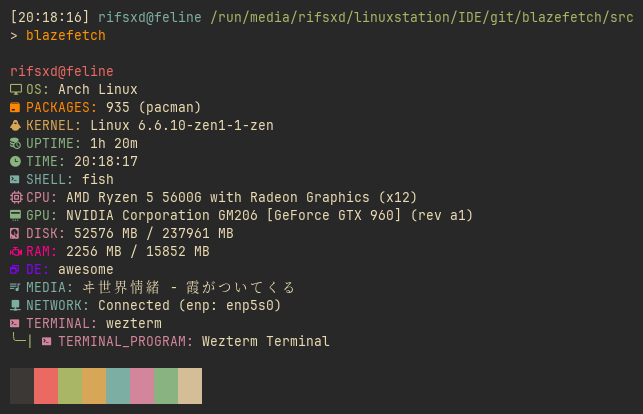 [20:18:16] rifsxd@feline /run/media/rifsxd/linuxstation/IDE/git/blazefetch/src
> blazefetch
rifsxd@feline
OS: Arch Linux
PACKAGES: 935 (pacman)
KERNEL: Linux 6.6.10-zen1-1-zen
UPTIME: 1h 20m
TIME: 20:18:17
SHELL: fish
CPU: AMD Ryzen 5 5600G with Radeon Graphics (x12)
GPU: NVIDIA Corporation GM206 [GeForce GTX 960] (rev a1)
DISK: 52576 MB / 237961 MB
RAM: 2256 MB / 15852 MB
DE: awesome
MEDIA: ヰ世界情緒 - 霞がついてくる
NETWORK: Connected (enp: enp5s0)
TERMINAL: wezterm
╰─| TERMINAL_PROGRAM: Wezterm Terminal